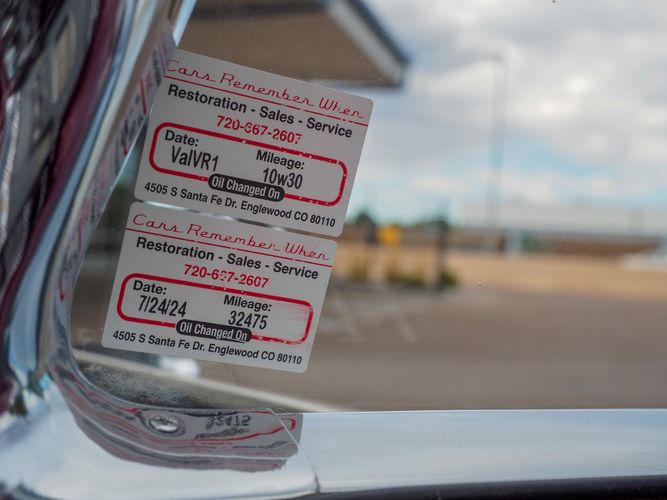 Cars Remember When
Restoration - Sales - Service
720-667-2607
Date: Mileage:
ValVR1 10w30
Oil Changed On
4505 S Santa Fe Dr. Englewood CO 80110
Cars Remember When
Restoration - Sales - Service
720-667-2607
Date: Mileage:
7/24/24 32475
Oil Changed On
4505 S Santa Fe Dr. Englewood CO 80110